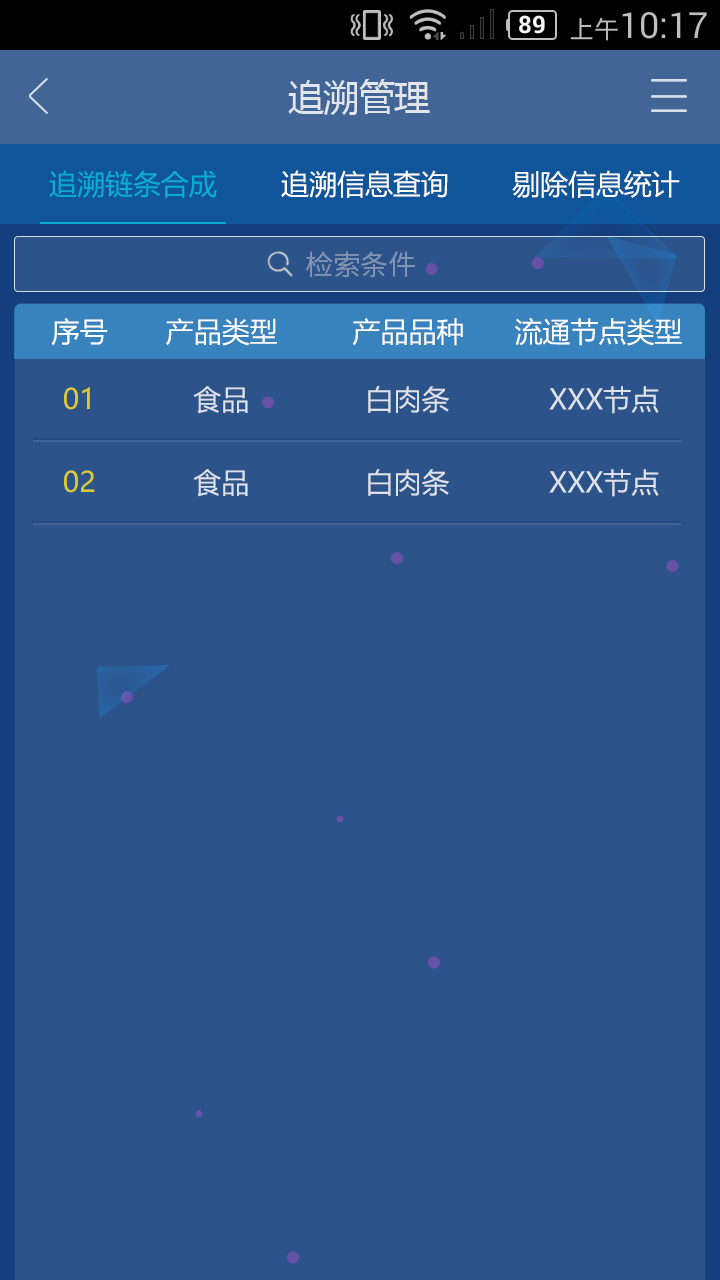 89 上午10:17
追溯管理
追溯链条合成 追溯信息查询 剔除信息统计
检索条件
序号 产品类型 产品品种 流通节点类型
01 食品 白肉条 XXX节点
02 食品 白肉条 XXX节点